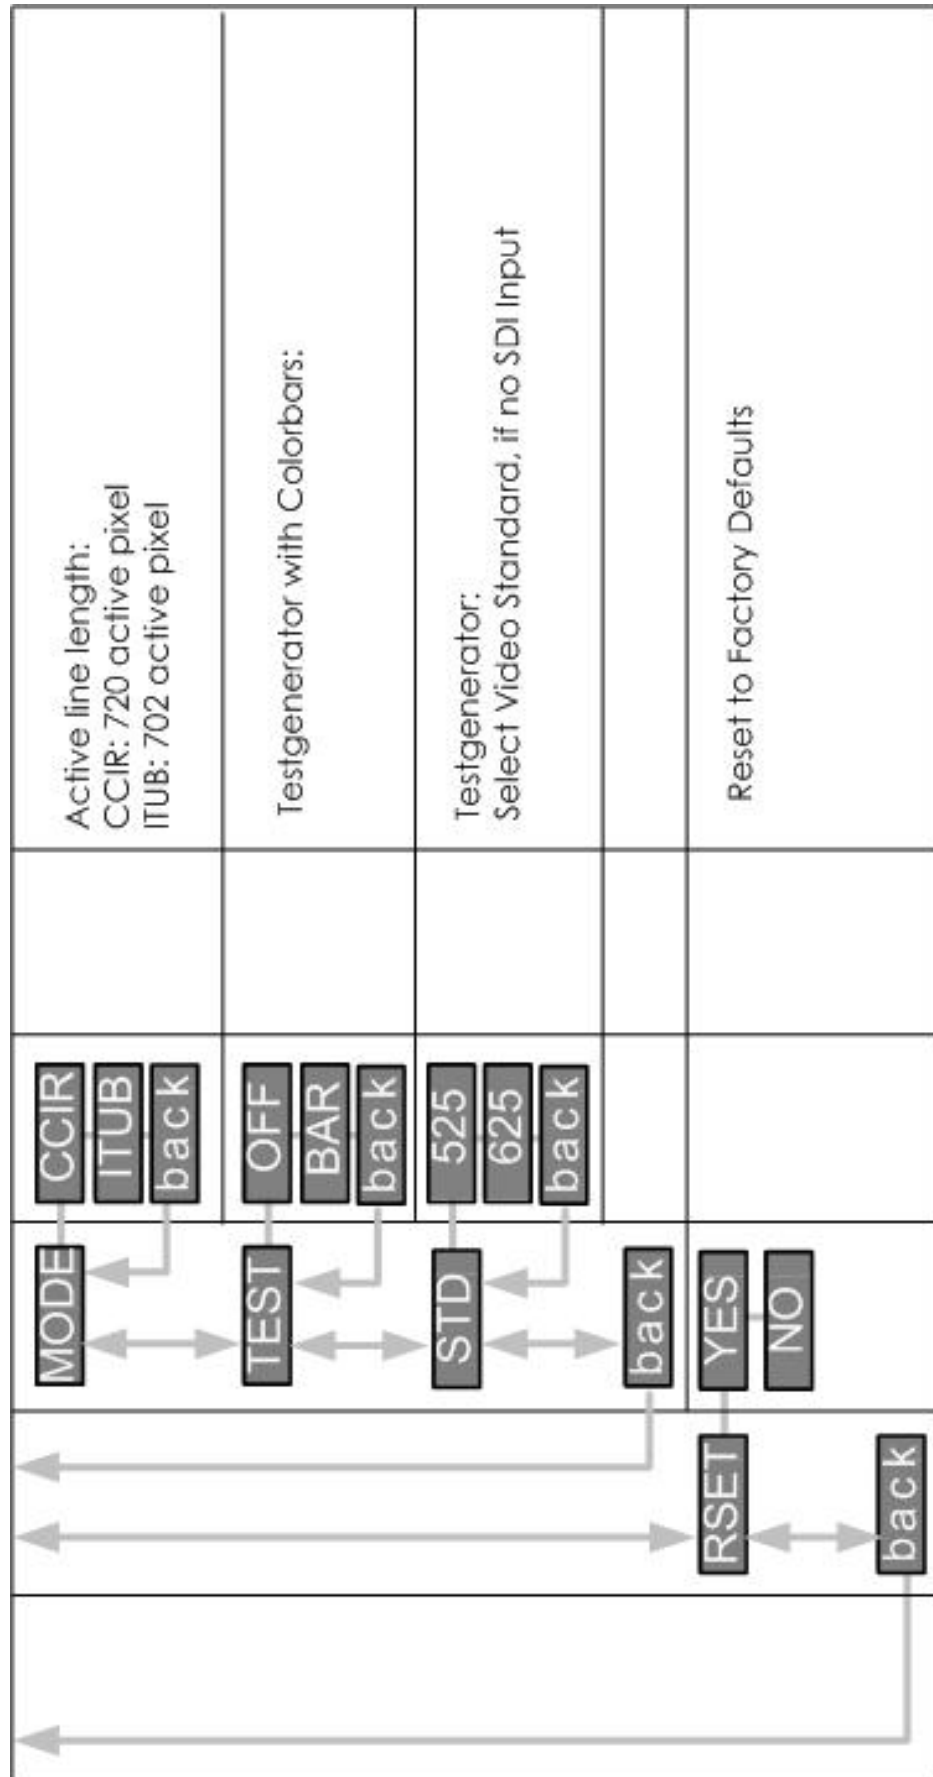 MODE
CCIR
ITUB
back
Active line length:
CCIR: 720 active pixel
ITUB: 702 active pixel
TEST
OFF
BAR
back
Testgenerator with Colorbars:
STD
525
625
back
Testgenerator:
Select Video Standard, if no SDI Input
back
RSET
YES
NO
Reset to Factory Defaults
back